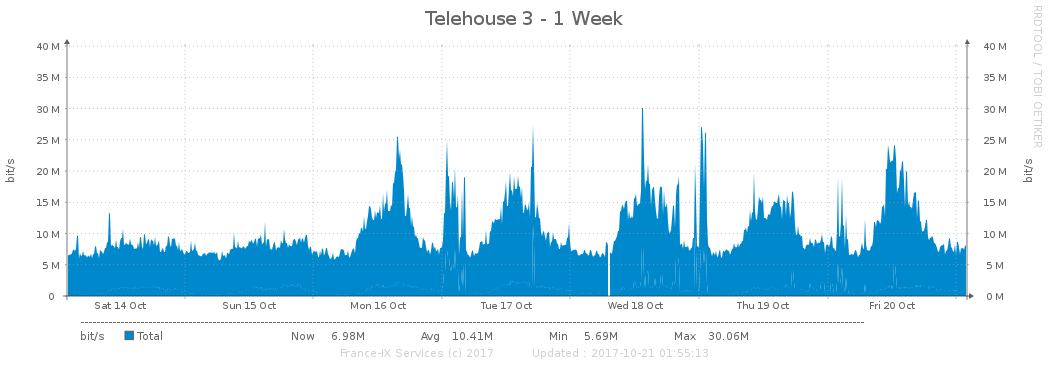 Telehouse 3 - 1 Week
RRDTOOL / TOBI OETIKER
bit/s
40 M
35 M
30 M
25 M
20 M
15 M
10 M
5 M
0
40 M
35 M
30 M
25 M
20 M
15 M
10 M
5 M
0 M
bit/s
Sat 14 Oct Sun 15 Oct Mon 16 Oct Tue 17 Oct Wed 18 Oct Thu 19 Oct Fri 20 Oct
bit/s Total Now 6.98M Avg 10.41M Min 5.69M Max 30.06M
France-IX Services (c) 2017 Updated : 2017-10-21 01:55:13